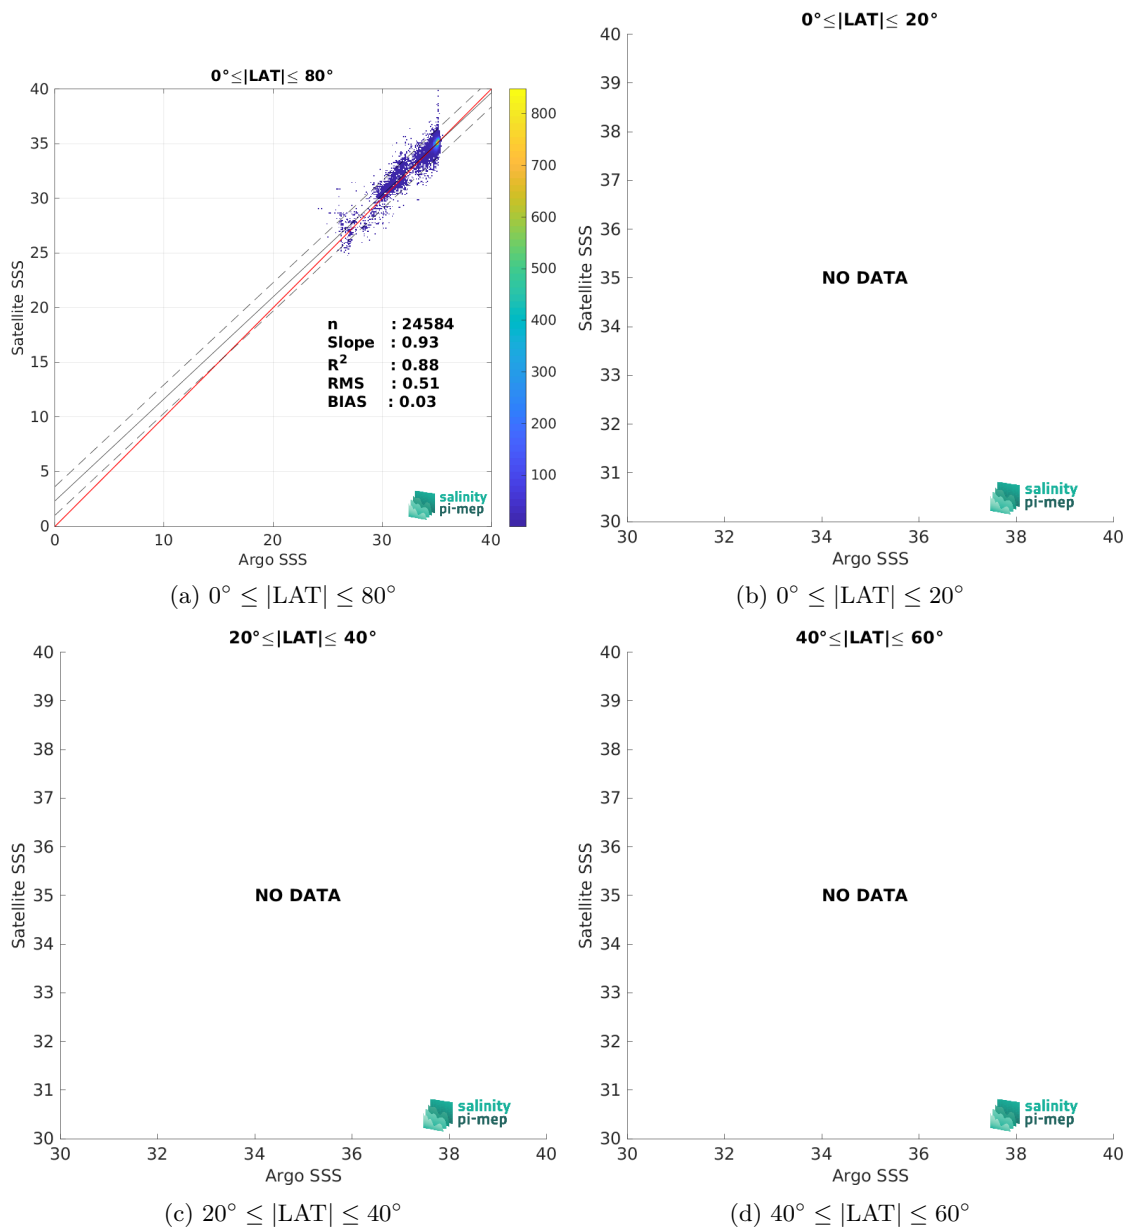 0°≤|LAT|≤ 80°
40
35
30
25
20
15
10
5
0
Satellite SSS
0
10
20
30
40
Argo SSS
800
700
600
500
400
300
200
100
n : 24584
Slope : 0.93
R² : 0.88
RMS : 0.51
BIAS : 0.03
salinity
pi-mep
(a) 0° ≤ |LAT| ≤ 80°
0°≤|LAT|≤ 20°
40
39
38
37
36
35
34
33
32
31
30
Satellite SSS
NO DATA
salinity
pi-mep
30
32
34
36
38
40
Argo SSS
(b) 0° ≤ |LAT| ≤ 20°
20°≤|LAT|≤ 40°
40
39
38
37
36
35
34
33
32
31
30
Satellite SSS
NO DATA
salinity
pi-mep
30
32
34
36
38
40
Argo SSS
(c) 20° ≤ |LAT| ≤ 40°
40°≤|LAT|≤ 60°
40
39
38
37
36
35
34
33
32
31
30
Satellite SSS
NO DATA
salinity
pi-mep
30
32
34
36
38
40
Argo SSS
(d) 40° ≤ |LAT| ≤ 60°